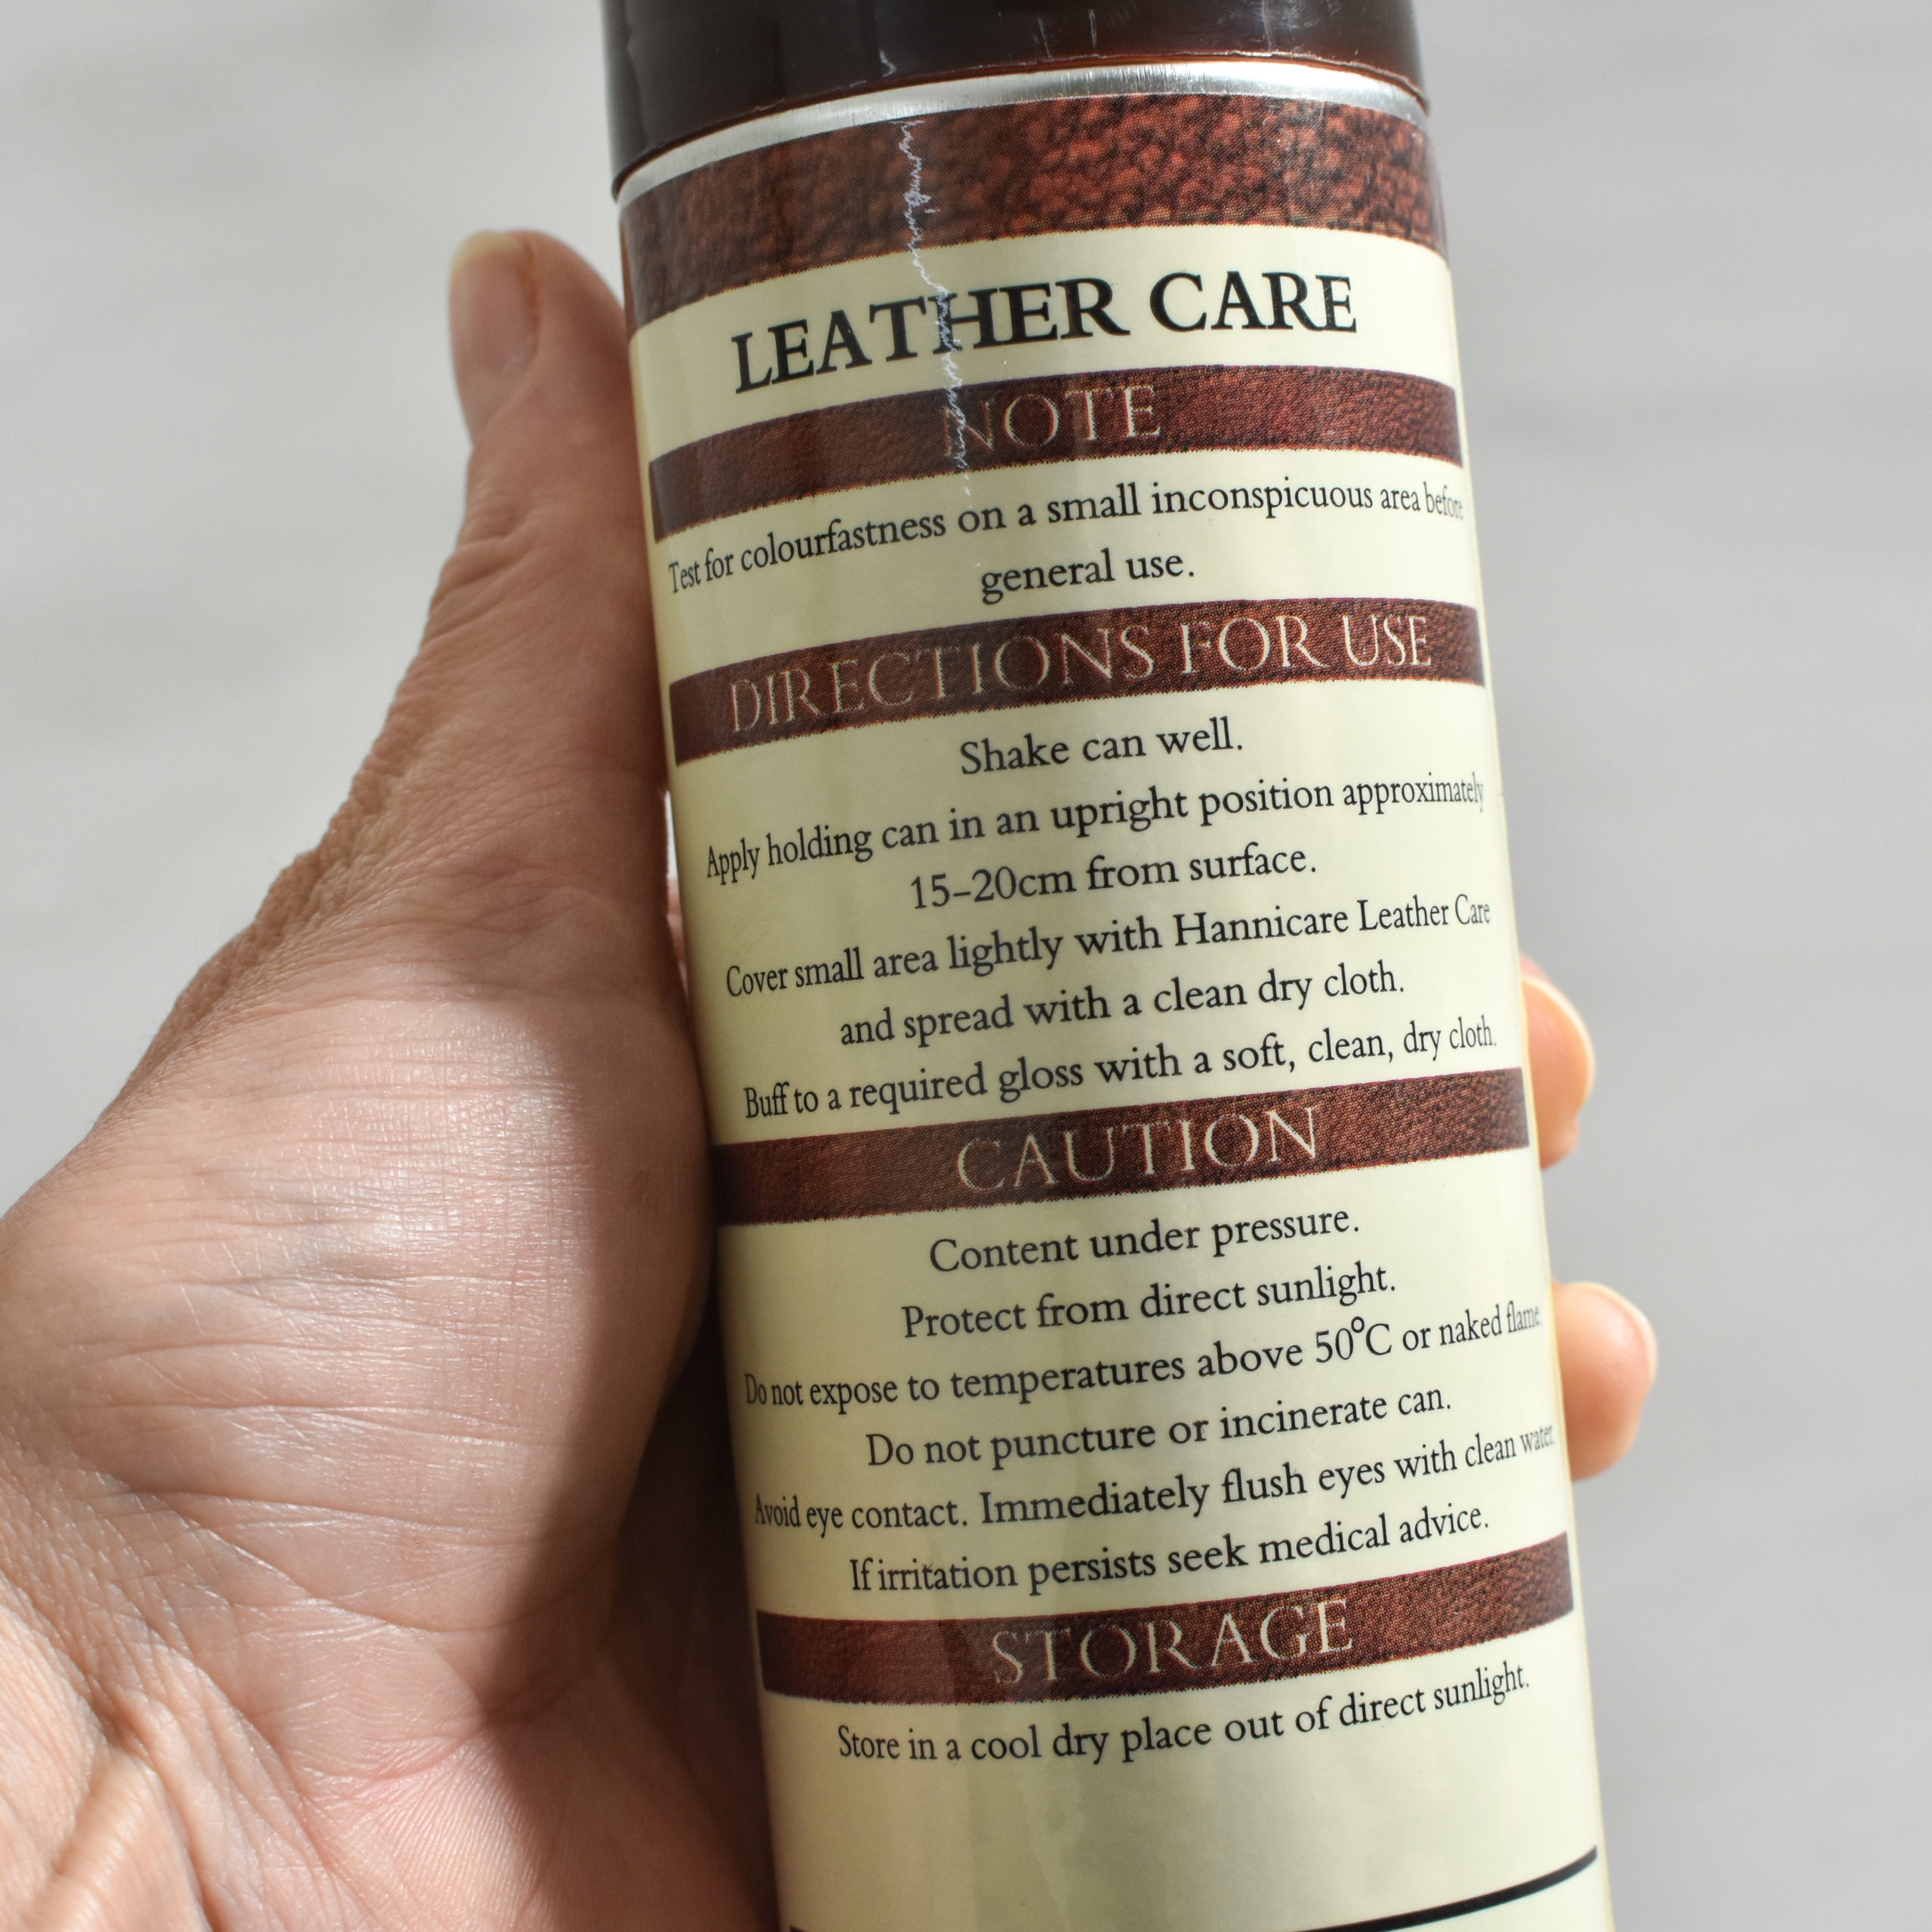 LEATHER CARE
NOTE
Test for colourfastness on a small inconspicuous area before
general use.
DIRECTIONS FOR USE
Shake can well.
Apply holding can in an upright position approximately
15-20cm from surface.
Cover small area lightly with Hannicare Leather Care
and spread with a clean dry cloth.
Buff to a required gloss with a soft, clean, dry cloth.
CAUTION
Content under pressure.
Protect from direct sunlight.
Do not expose to temperatures above 50°C or naked flame.
Do not puncture or incinerate can.
Avoid eye contact. Immediately flush eyes with clean water.
If irritation persists seek medical advice.
STORAGE
Store in a cool dry place out of direct sunlight.